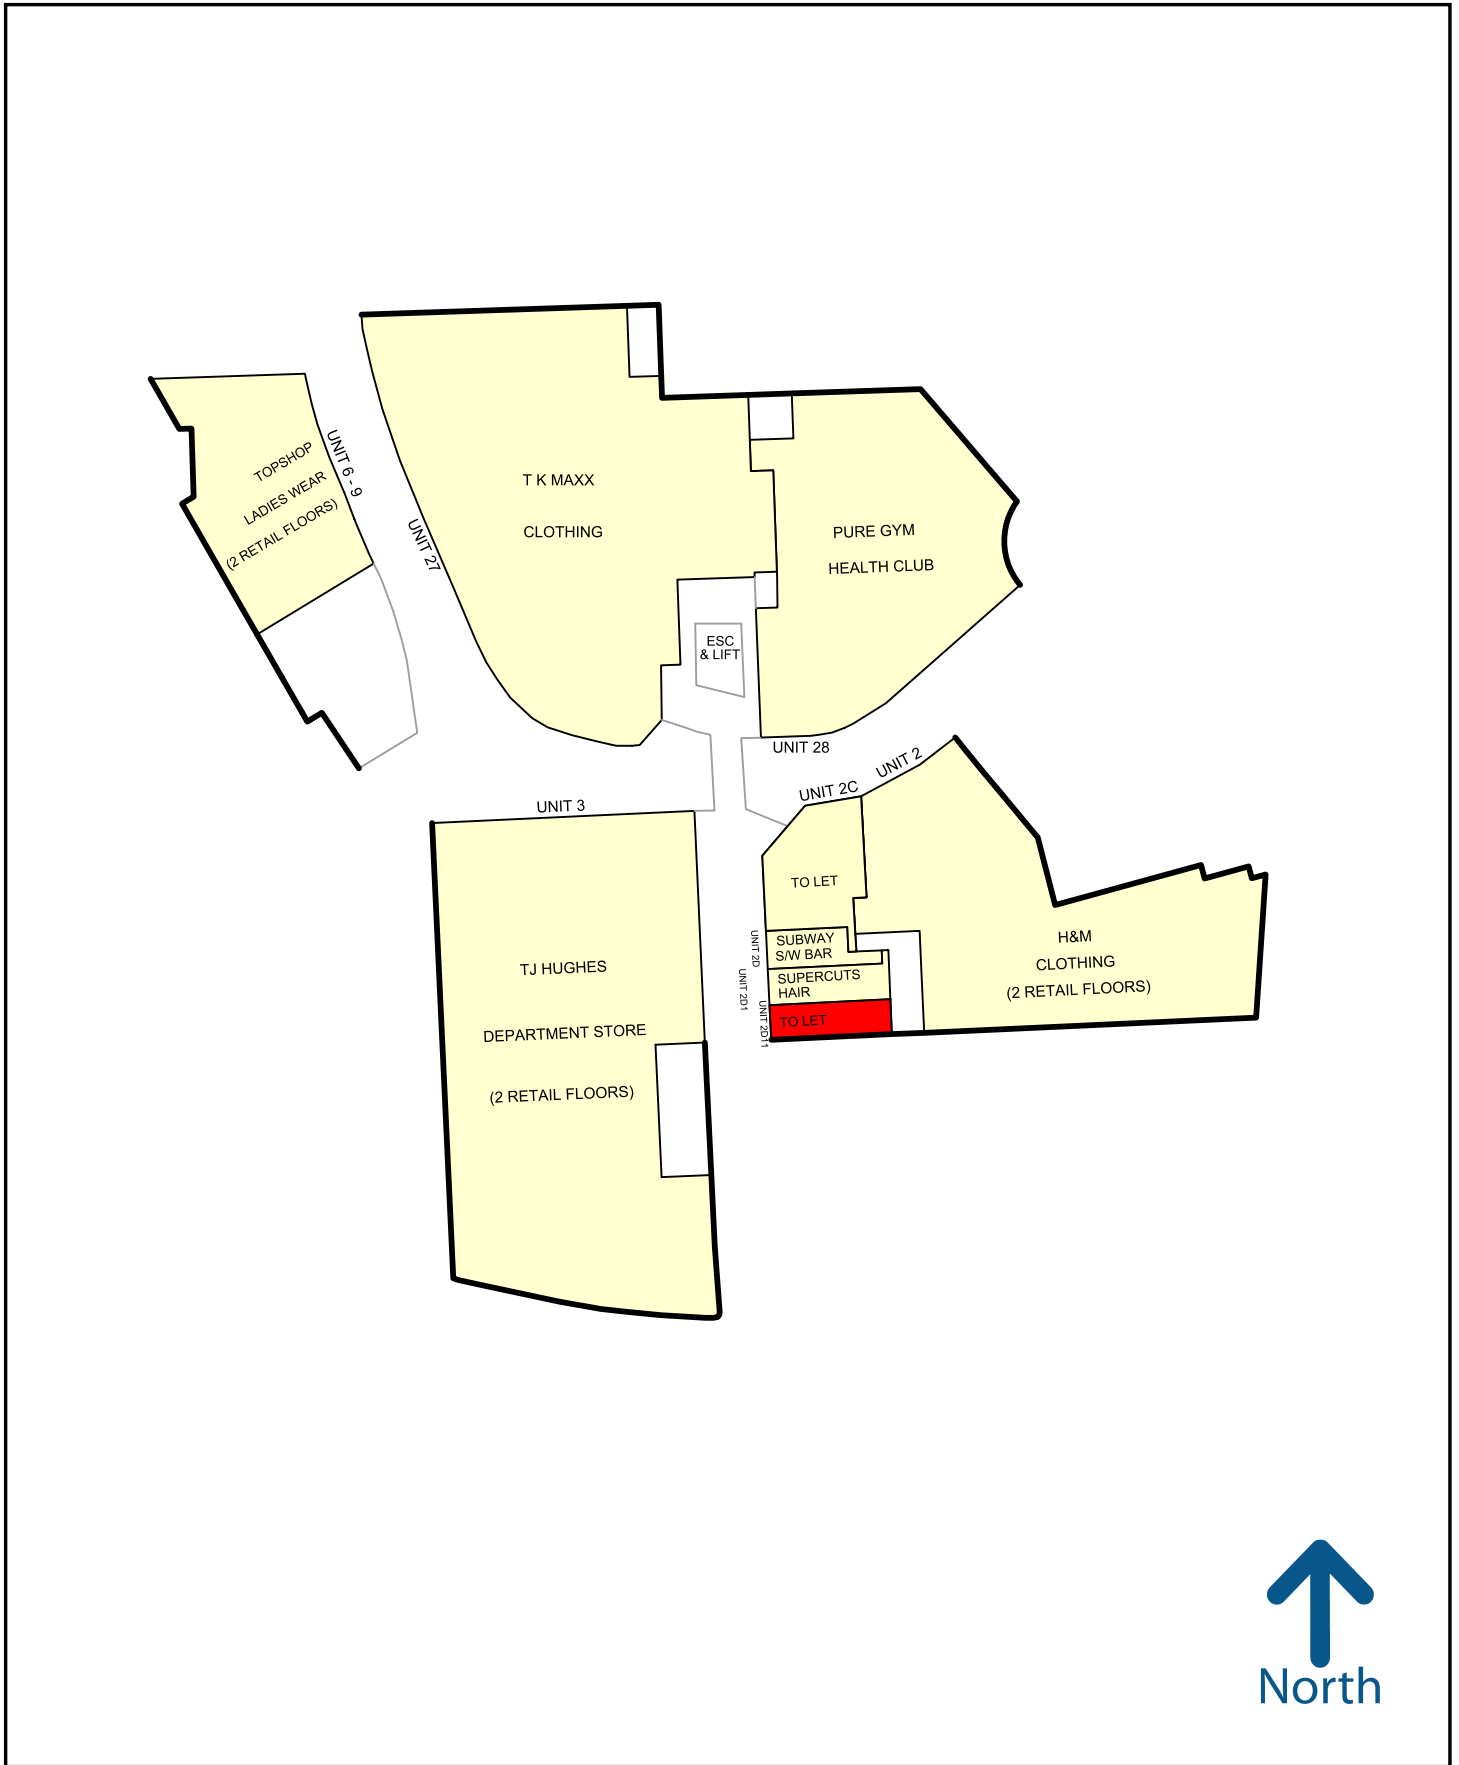 TOPSHOP
LADIES WEAR
(2 RETAIL FLOORS)
UNIT 6 - 9
UNIT 27
T K MAXX
CLOTHING
PURE GYM
HEALTH CLUB
ESC
& LIFT
UNIT 28
UNIT 2
UNIT 2C
UNIT 3
TO LET
UNIT 2D
SUBWAY
S/W BAR
UNIT 2D1
SUPERCUTS
HAIR
UNIT 2D11
TO LET
H&M
CLOTHING
(2 RETAIL FLOORS)
TJ HUGHES
DEPARTMENT STORE
(2 RETAIL FLOORS)
North